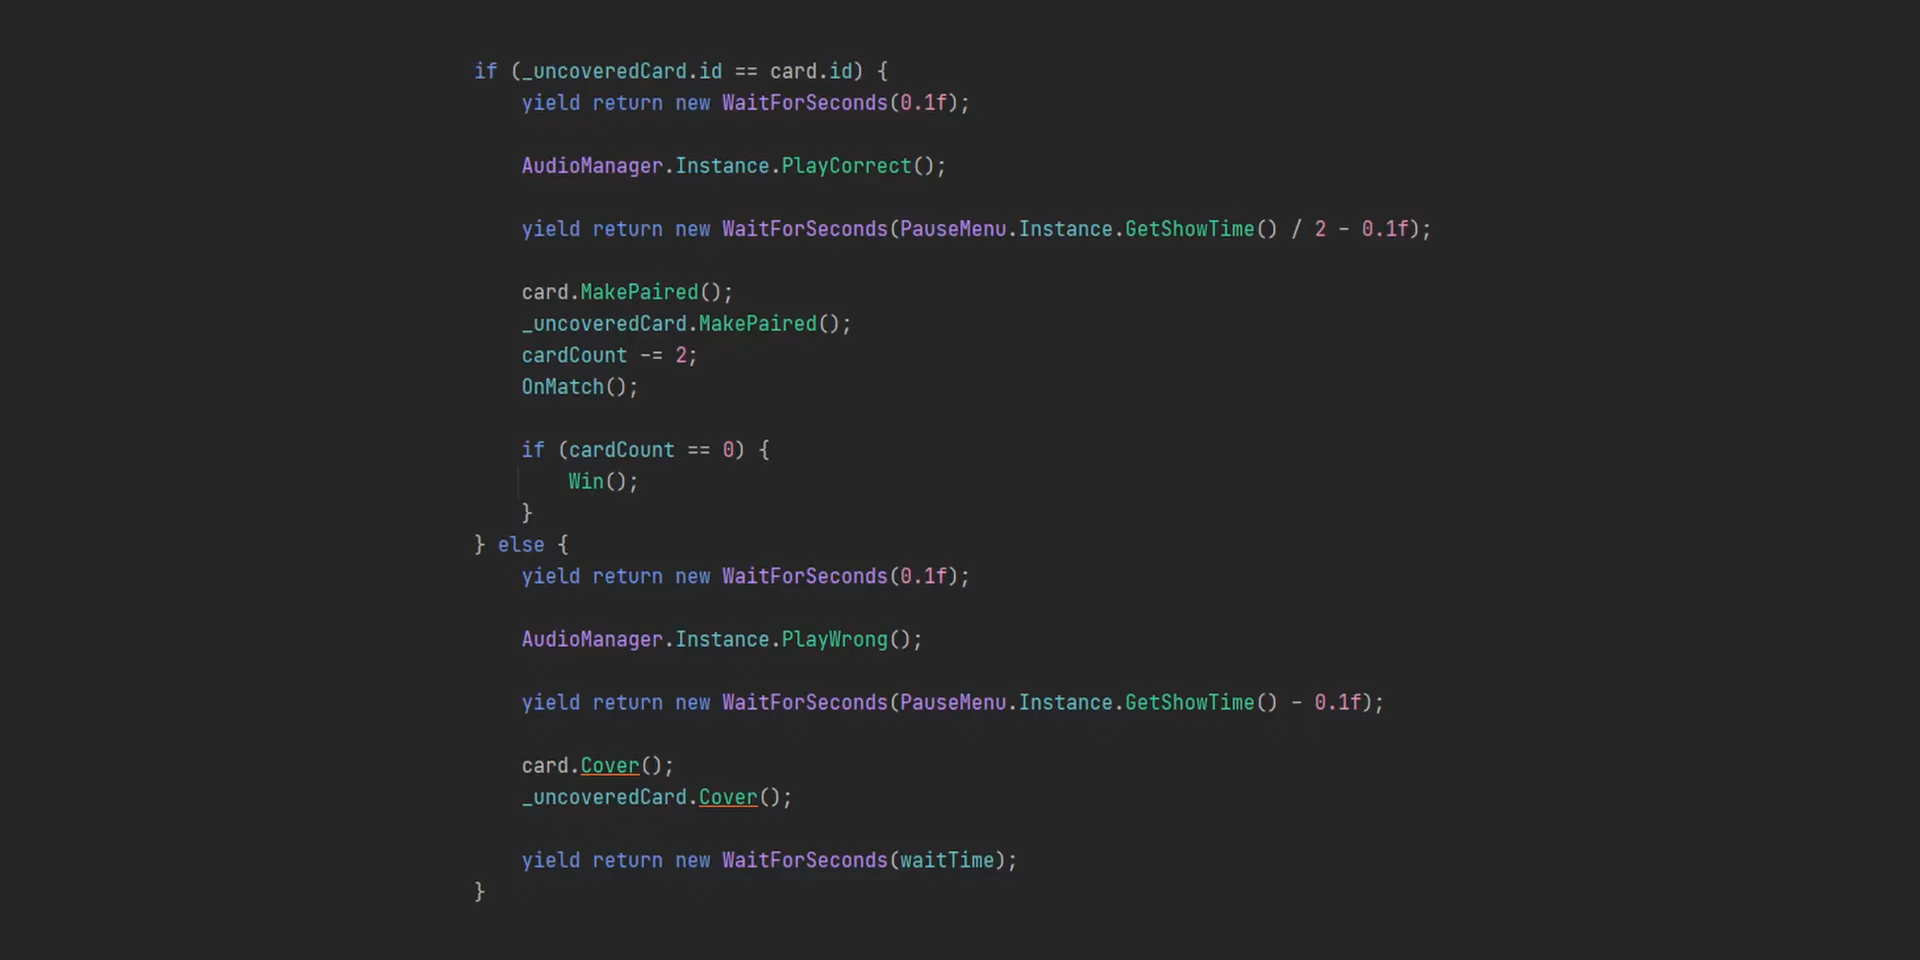 if (_uncoveredCard.id == card.id) {
    yield return new WaitForSeconds(0.1f);
    AudioManager.Instance.PlayCorrect();
    yield return new WaitForSeconds(PauseMenu.Instance.GetShowTime() / 2 - 0.1f);
    card.MakePaired();
    _uncoveredCard.MakePaired();
    cardCount -= 2;
    OnMatch();
    if (cardCount == 0) {
        Win();
    }
} else {
    yield return new WaitForSeconds(0.1f);
    AudioManager.Instance.PlayWrong();
    yield return new WaitForSeconds(PauseMenu.Instance.GetShowTime() - 0.1f);
    card.Cover();
    _uncoveredCard.Cover();
    yield return new WaitForSeconds(waitTime);
}